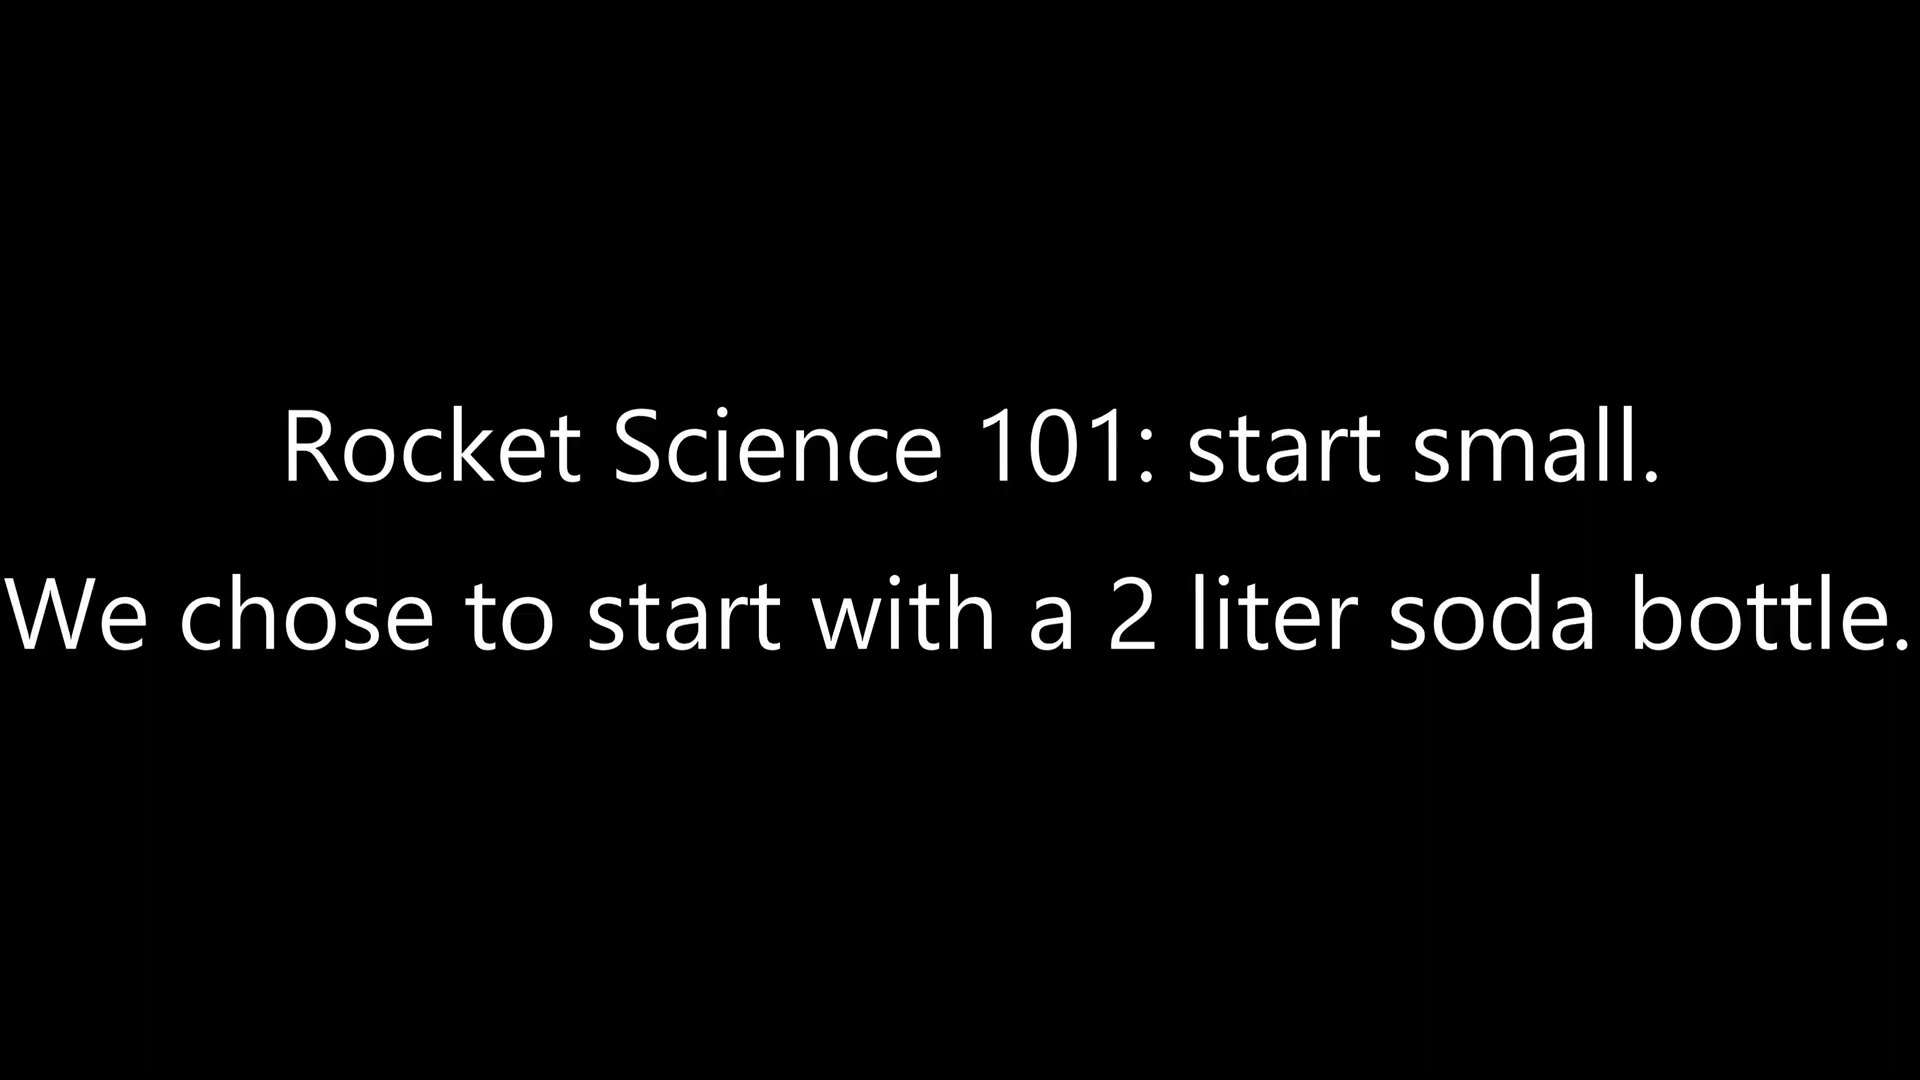 Rocket Science 101: start small.
We chose to start with a 2 liter soda bottle.